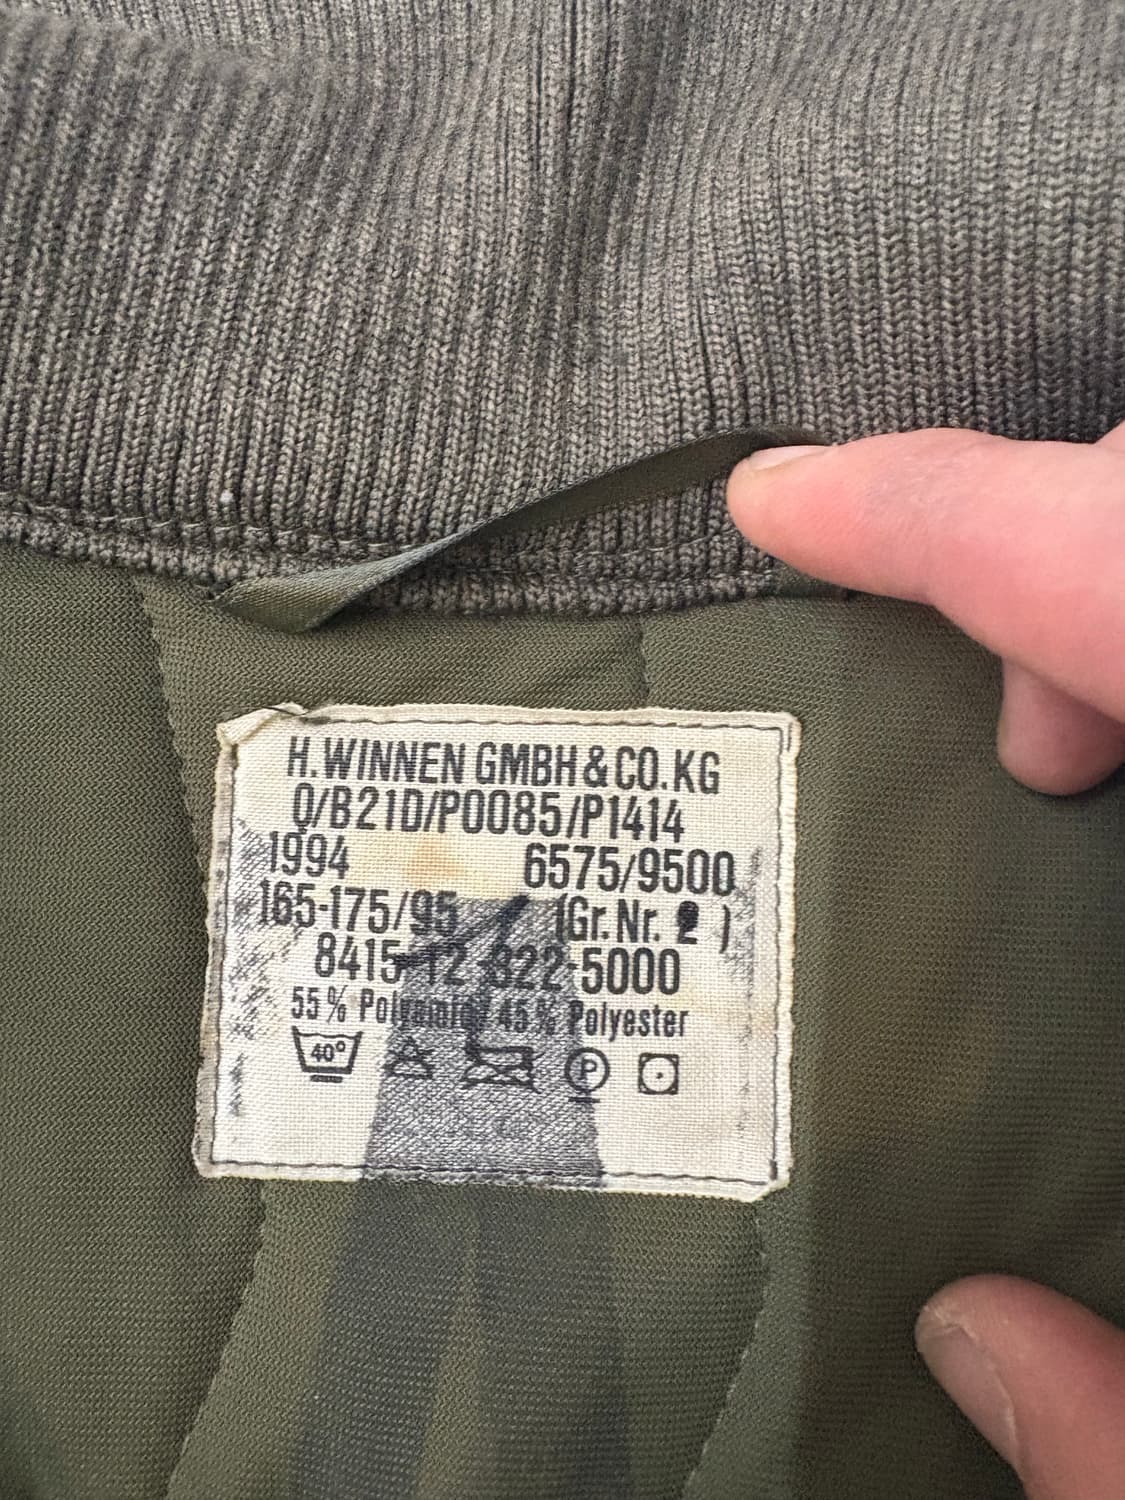 H. WINNEN GMBH & CO. KG
Q/B21D/P0085/P1414
1994 6575/9500
165-175/95 (Gr. Nr. 2 )
8415-12-322-5000
55% Polyamid / 45% Polyester
40° P